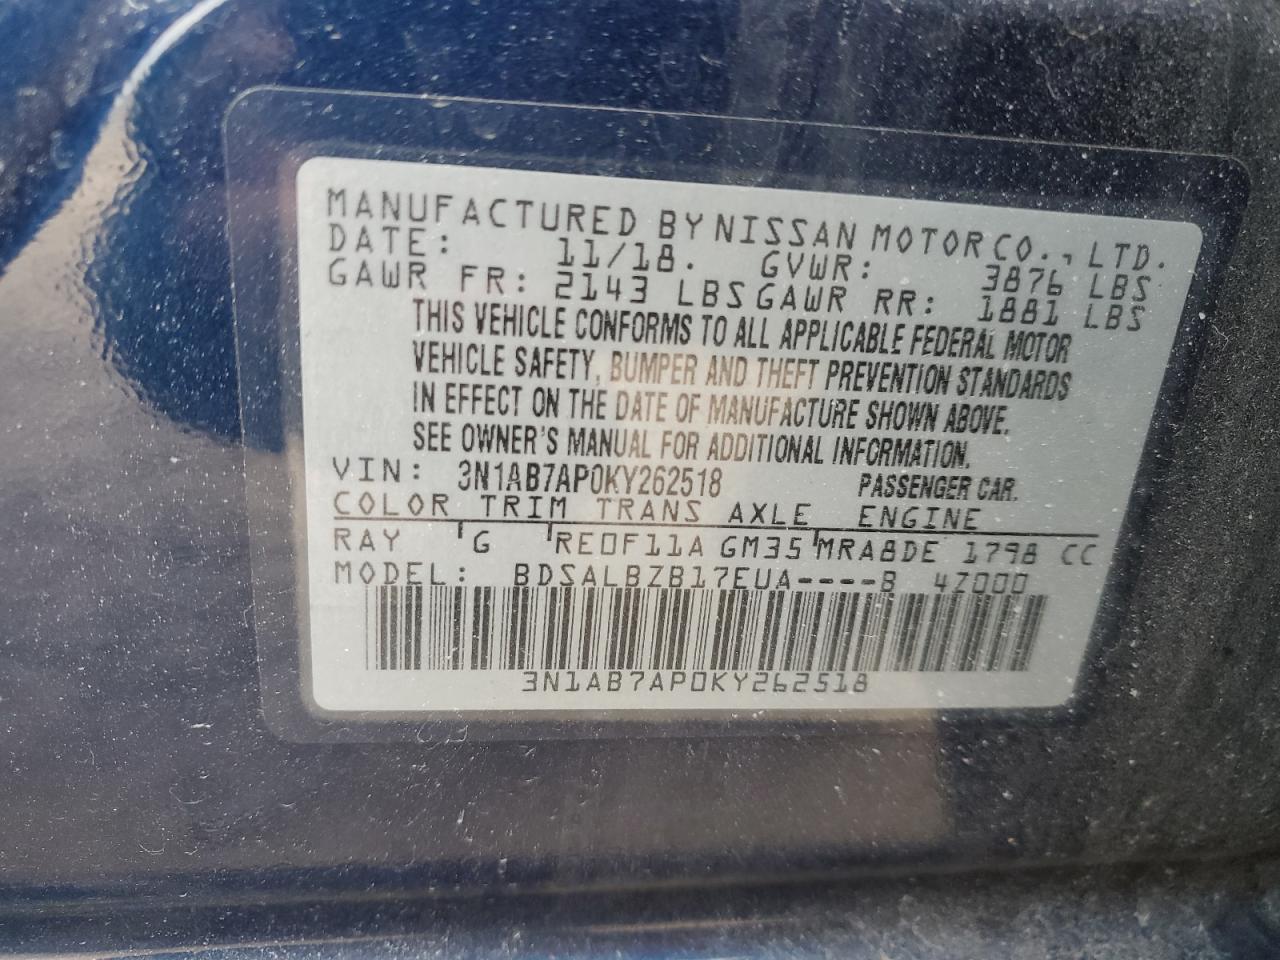 MANUFACTURED BY NISSAN MOTOR CO., LTD.
DATE: 11/18. GVWR: 3876 LBS
GAWR FR: 2143 LBS GAWR RR: 1881 LBS
THIS VEHICLE CONFORMS TO ALL APPLICABLE FEDERAL MOTOR
VEHICLE SAFETY, BUMPER AND THEFT PREVENTION STANDARDS
IN EFFECT ON THE DATE OF MANUFACTURE SHOWN ABOVE.
SEE OWNER'S MANUAL FOR ADDITIONAL INFORMATION.
VIN: 3N1AB7AP0KY262518 PASSENGER CAR.
COLOR TRIM TRANS AXLE ENGINE
RAY G RE0F11A GM35 MRA8DE 1798 CC
MODEL: BDSALBZB17EUA----B 4Z000
3N1AB7AP0KY262518